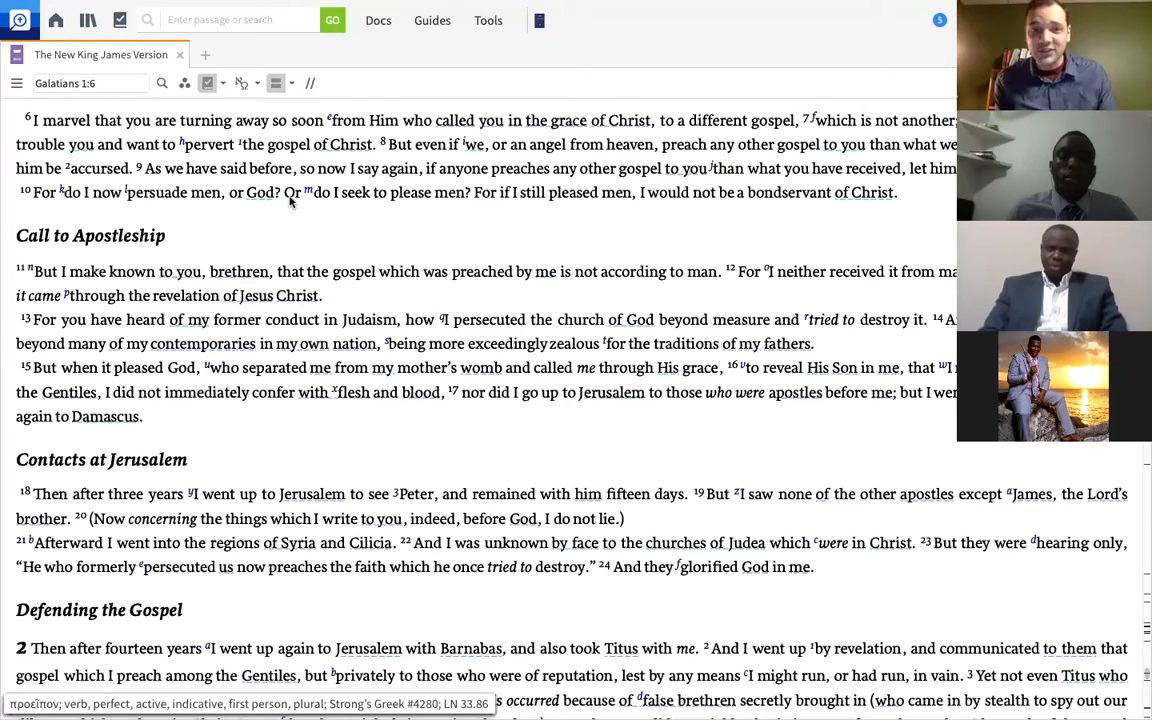 Enter passage or search GO Docs Guides Tools 5
The New King James Version
Galatians 1:6
6 I marvel that you are turning away so soon e from Him who called you in the grace of Christ, to a different gospel, 7 f which is not another;
trouble you and want to h pervert 1 the gospel of Christ. 8 But even if i we, or an angel from heaven, preach any other gospel to you than what we
him be 2 accursed. 9 As we have said before, so now I say again, if anyone preaches any other gospel to you j than what you have received, let him
10 For k do I now l persuade men, or God? Or m do I seek to please men? For if I still pleased men, I would not be a bondservant of Christ.
Call to Apostleship
11 n But I make known to you, brethren, that the gospel which was preached by me is not according to man. 12 For o I neither received it from
it came p through the revelation of Jesus Christ.
13 For you have heard of my former conduct in Judaism, how q I persecuted the church of God beyond measure and r tried to destroy it. 14
beyond many of my contemporaries in my own nation, s being more exceedingly zealous t for the traditions of my fathers.
15 But when it pleased God, u who separated me from my mother's womb and called me through His grace, 16 v to reveal His Son in me, that w I
the Gentiles, I did not immediately confer with x flesh and blood, 17 nor did I go up to Jerusalem to those who were apostles before me; but I
again to Damascus.
Contacts at Jerusalem
18 Then after three years y I went up to Jerusalem to see 3 Peter, and remained with him fifteen days. 19 But z I saw none of the other apostles except a James, the Lord's
brother. 20 (Now concerning the things which I write to you, indeed, before God, I do not lie.)
21 b Afterward I went into the regions of Syria and Cilicia. 22 And I was unknown by face to the churches of Judea which c were in Christ. 23 But they were d hearing only,
"He who formerly e persecuted us now preaches the faith which he once tried to destroy." 24 And they f glorified God in me.
Defending the Gospel
2 Then after fourteen years a I went up again to Jerusalem with Barnabas, and also took Titus with me. 2 And I went up 1 by revelation, and communicated to them that
gospel which I preach among the Gentiles, but b privately to those who were of reputation, lest by any means c I might run, or had run, in vain. 3 Yet not even Titus who
occurred because of d false brethren secretly brought in (who came in by stealth to spy out our
προεῖπον; verb, perfect, active, indicative, first person, plural; Strong's Greek #4280; LN 33.86